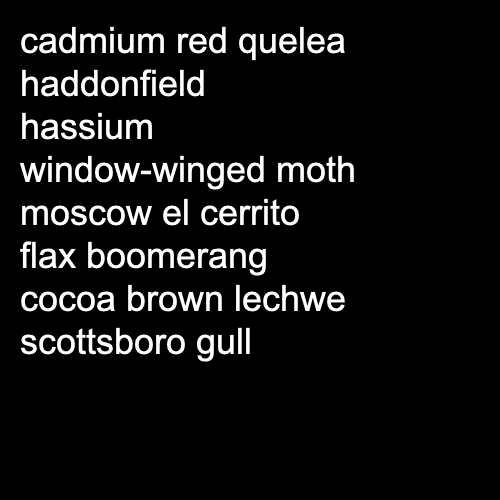 cadmium red quelea
haddonfield
hassium
window-winged moth
moscow el cerrito
flax boomerang
cocoa brown lechwe
scottsboro gull